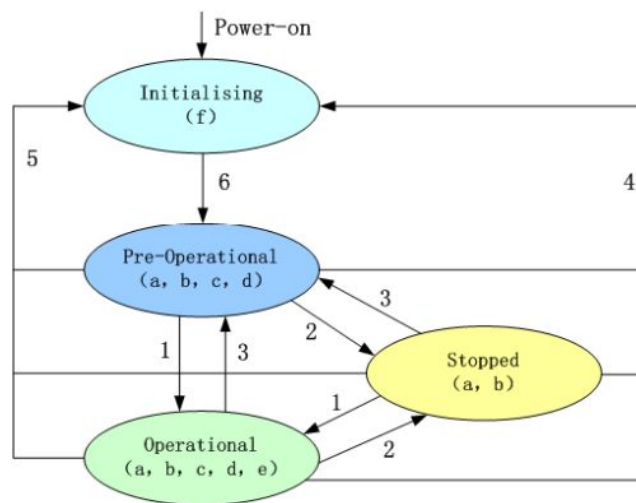 Power-on
Initialising
(f)
5
4
6
Pre-Operational
(a, b, c, d)
3
2
1
3
Stopped
(a, b)
1
Operational
(a, b, c, d, e)
2